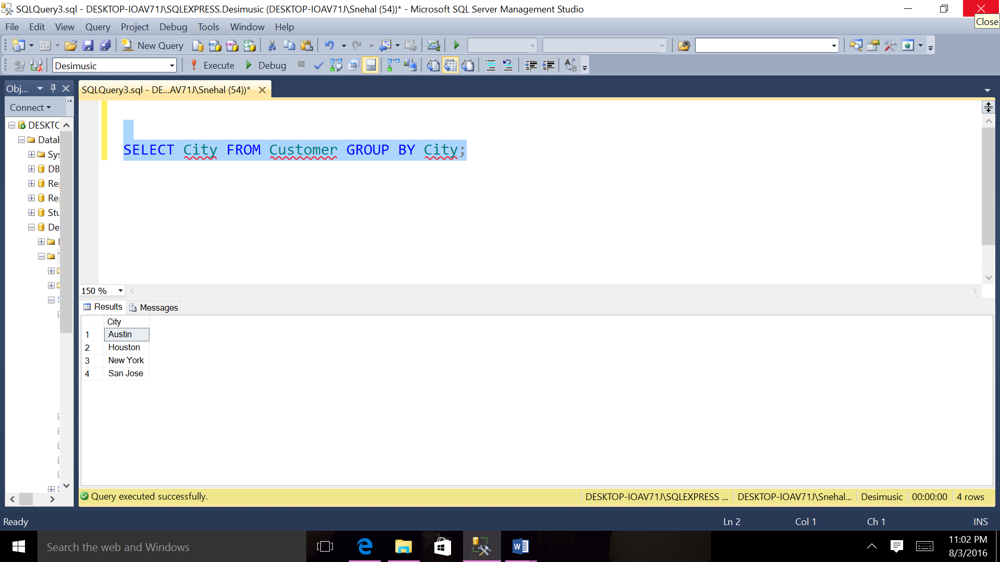 SQLQuery3.sql - DESKTOP-IOAV71J\SQLEXPRESS.Desimusic (DESKTOP-IOAV71J\Snehal (54))* - Microsoft SQL Server Management Studio
Close
File Edit View Query Project Debug Tools Window Help
New Query
Desimusic Execute Debug
Obj...
SQLQuery3.sql - DE...AV71J\Snehal (54))*
Connect
DESKTC
Datal
Sys
DB
Re
Re
Stu
De
SELECT City FROM Customer GROUP BY City;
150 %
Results Messages
City
1 Austin
2 Houston
3 New York
4 San Jose
Query executed successfully. DESKTOP-IOAV71J\SQLEXPRESS ... DESKTOP-IOAV71J\Snehal... Desimusic 00:00:00 4 rows
Ready Ln 2 Col 1 Ch 1 INS
Search the web and Windows
11:02 PM
8/3/2016